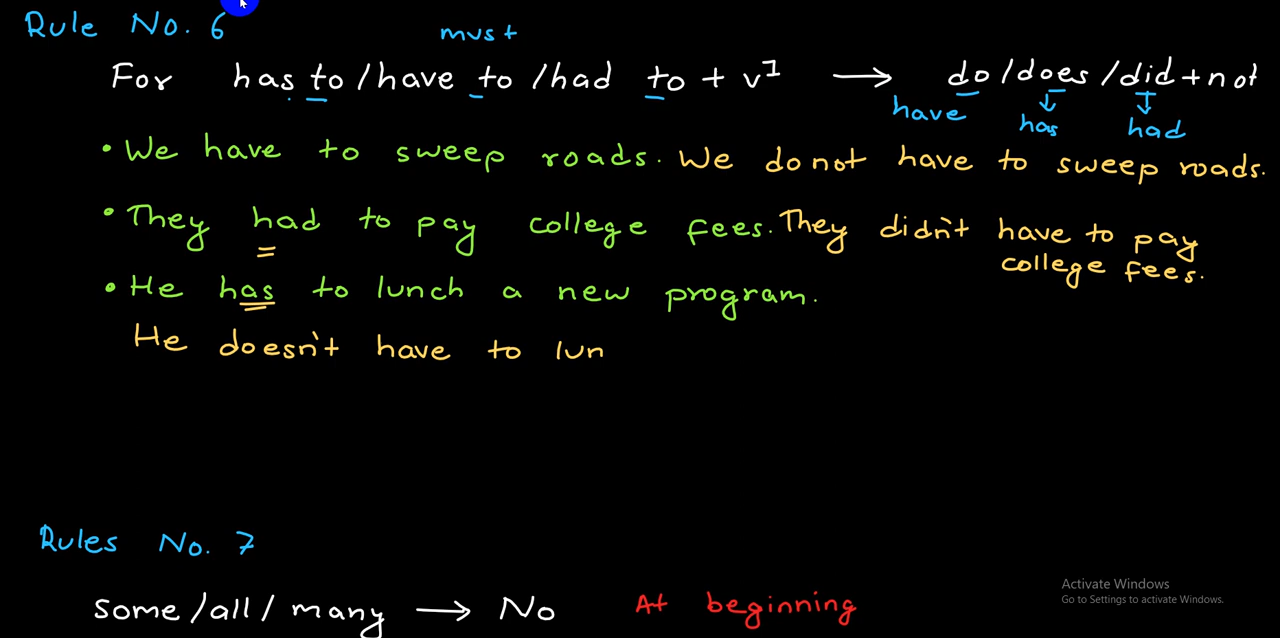 Rule No. 6
must
For has to /have to /had to + v¹ → do/does/did+not
have has had
• We have to sweep roads. We do not have to sweep roads.
• They had to pay college fees. They didn't have to pay
college fees.
• He has to lunch a new program.
He doesn't have to lun
Rules No. 7
some/all/many → No At beginning
Activate Windows
Go to Settings to activate Windows.